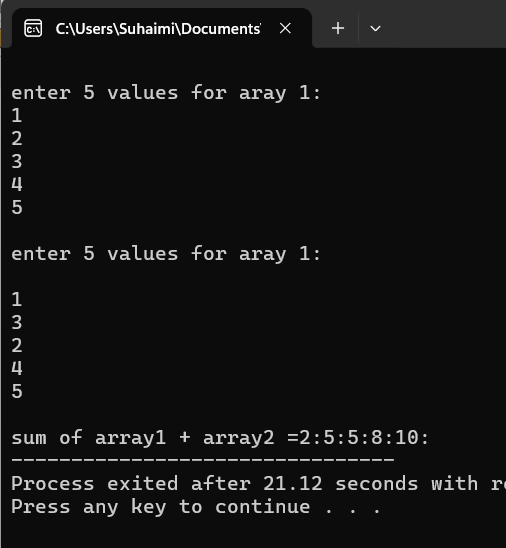 C:\Users\Suhaimi\Documents\
enter 5 values for aray 1:
1
2
3
4
5
enter 5 values for aray 1:
1
3
2
4
5
sum of array1 + array2 =2:5:5:8:10:
--------------------------------
Process exited after 21.12 seconds with
Press any key to continue . . .